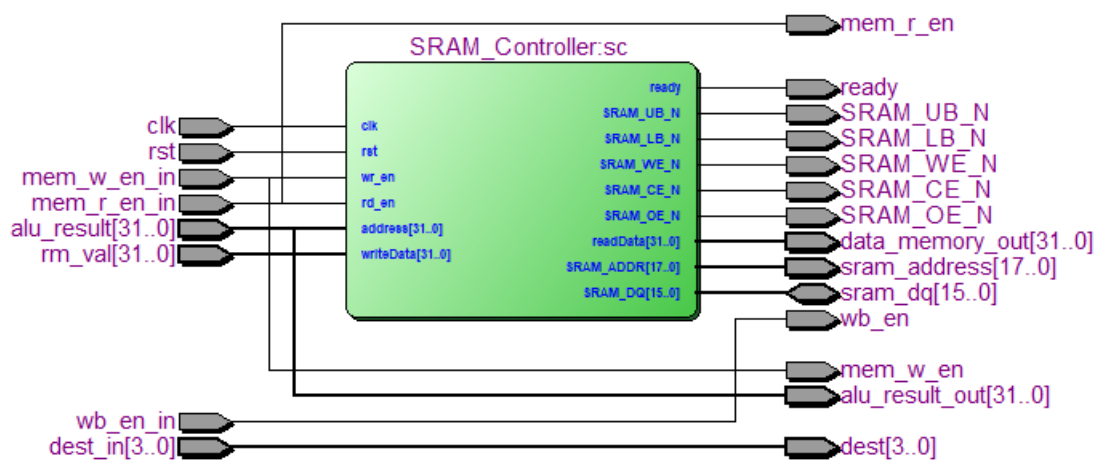 mem_r_en
SRAM_Controller:sc
ready
ready
SRAM_UB_N
SRAM_UB_N
clk
clk
SRAM_LB_N
SRAM_LB_N
rst
rst
SRAM_WE_N
SRAM_WE_N
mem_w_en_in
wr_en
SRAM_CE_N
SRAM_CE_N
mem_r_en_in
rd_en
SRAM_OE_N
SRAM_OE_N
alu_result[31..0]
address[31..0]
readData[31..0]
data_memory_out[31..0]
rm_val[31..0]
writeData[31..0]
SRAM_ADDR[17..0]
sram_address[17..0]
SRAM_DQ[15..0]
sram_dq[15..0]
wb_en
mem_w_en
alu_result_out[31..0]
wb_en_in
dest_in[3..0]
dest[3..0]